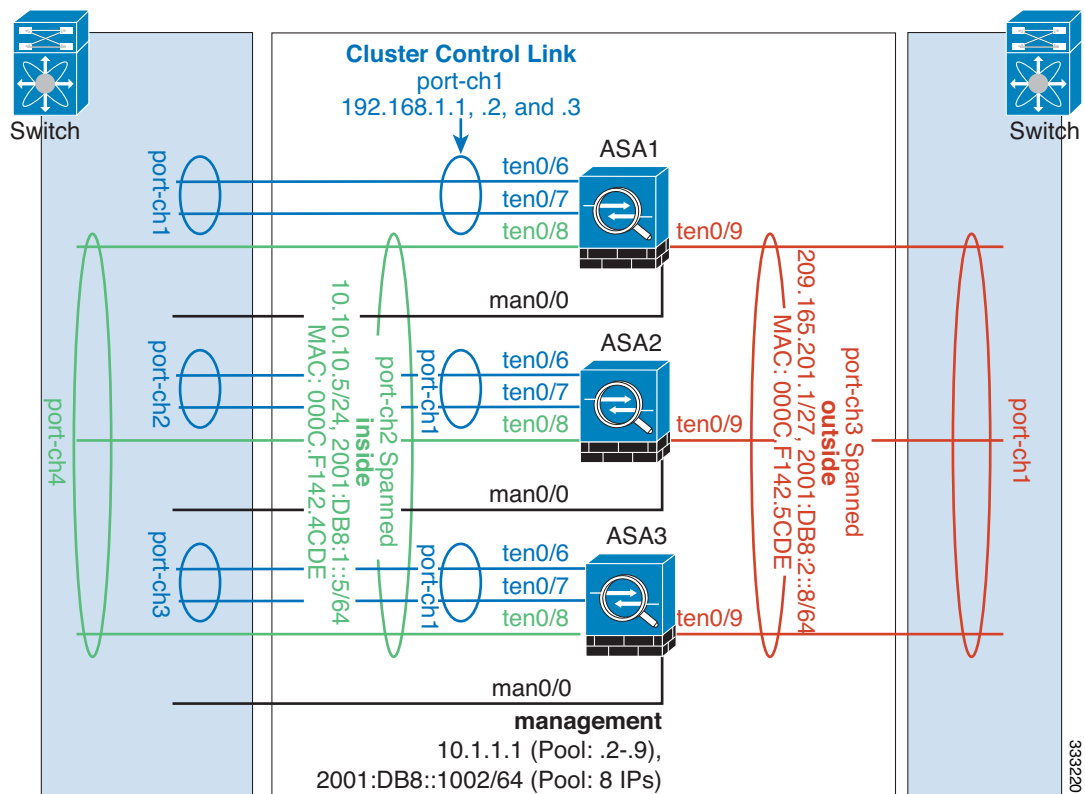 Cluster Control Link
port-ch1
192.168.1.1, .2, and .3
Switch
Switch
ASA1
port-ch1
ten0/6
ten0/7
ten0/8
ten0/9
man0/0
ASA2
port-ch2
port-ch1
ten0/6
ten0/7
ten0/8
ten0/9
man0/0
ASA3
port-ch3
port-ch1
ten0/6
ten0/7
ten0/8
ten0/9
man0/0
port-ch4
port-ch2 Spanned
inside
10.10.10.5/24, 2001:DB8:1::5/64
MAC: 000C.F142.4CDE
port-ch3 Spanned
outside
209.165.201.1/27, 2001:DB8:2::8/64
MAC: 000C.F142.5CDE
port-ch1
management
10.1.1.1 (Pool: .2-.9),
2001:DB8::1002/64 (Pool: 8 IPs)
333220